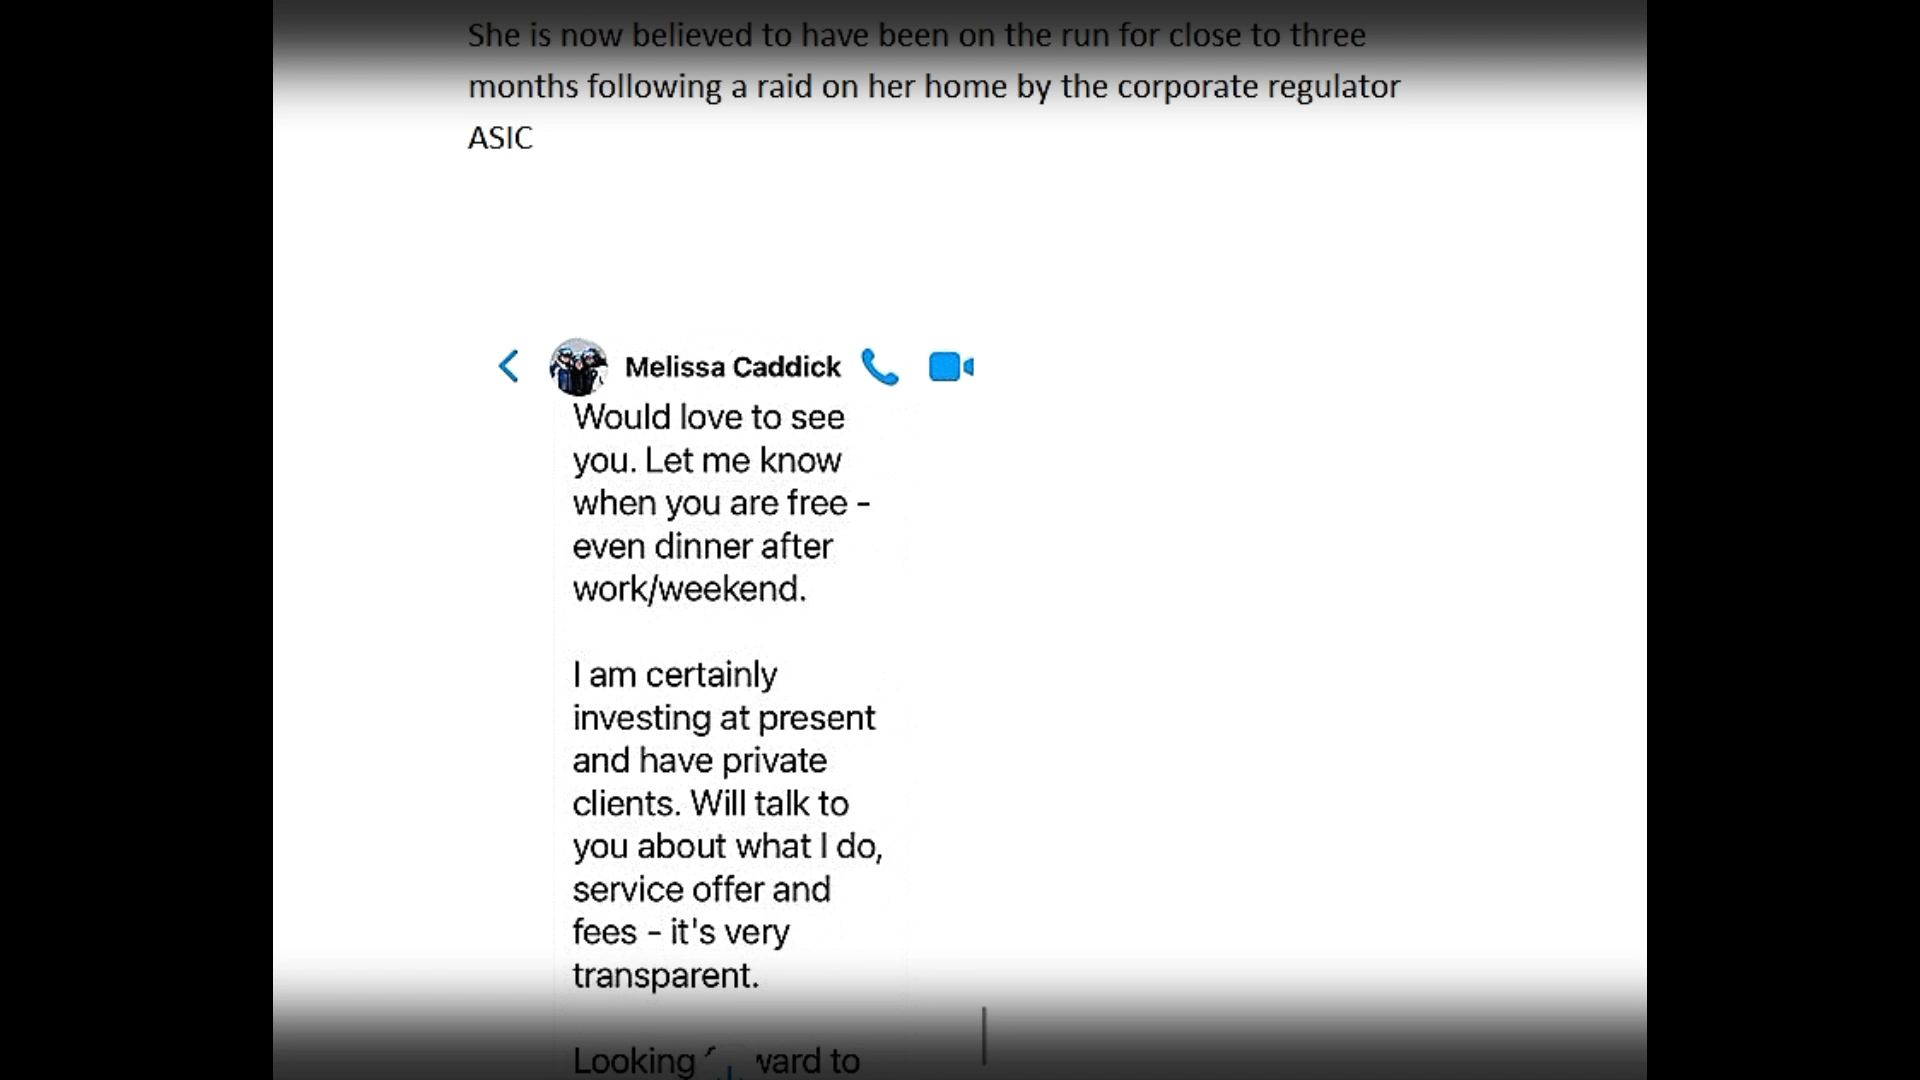 She is now believed to have been on the run for close to three
months following a raid on her home by the corporate regulator
ASIC
Melissa Caddick
Would love to see
you. Let me know
when you are free -
even dinner after
work/weekend.
I am certainly
investing at present
and have private
clients. Will talk to
you about what I do,
service offer and
fees - it's very
transparent.
Looking to